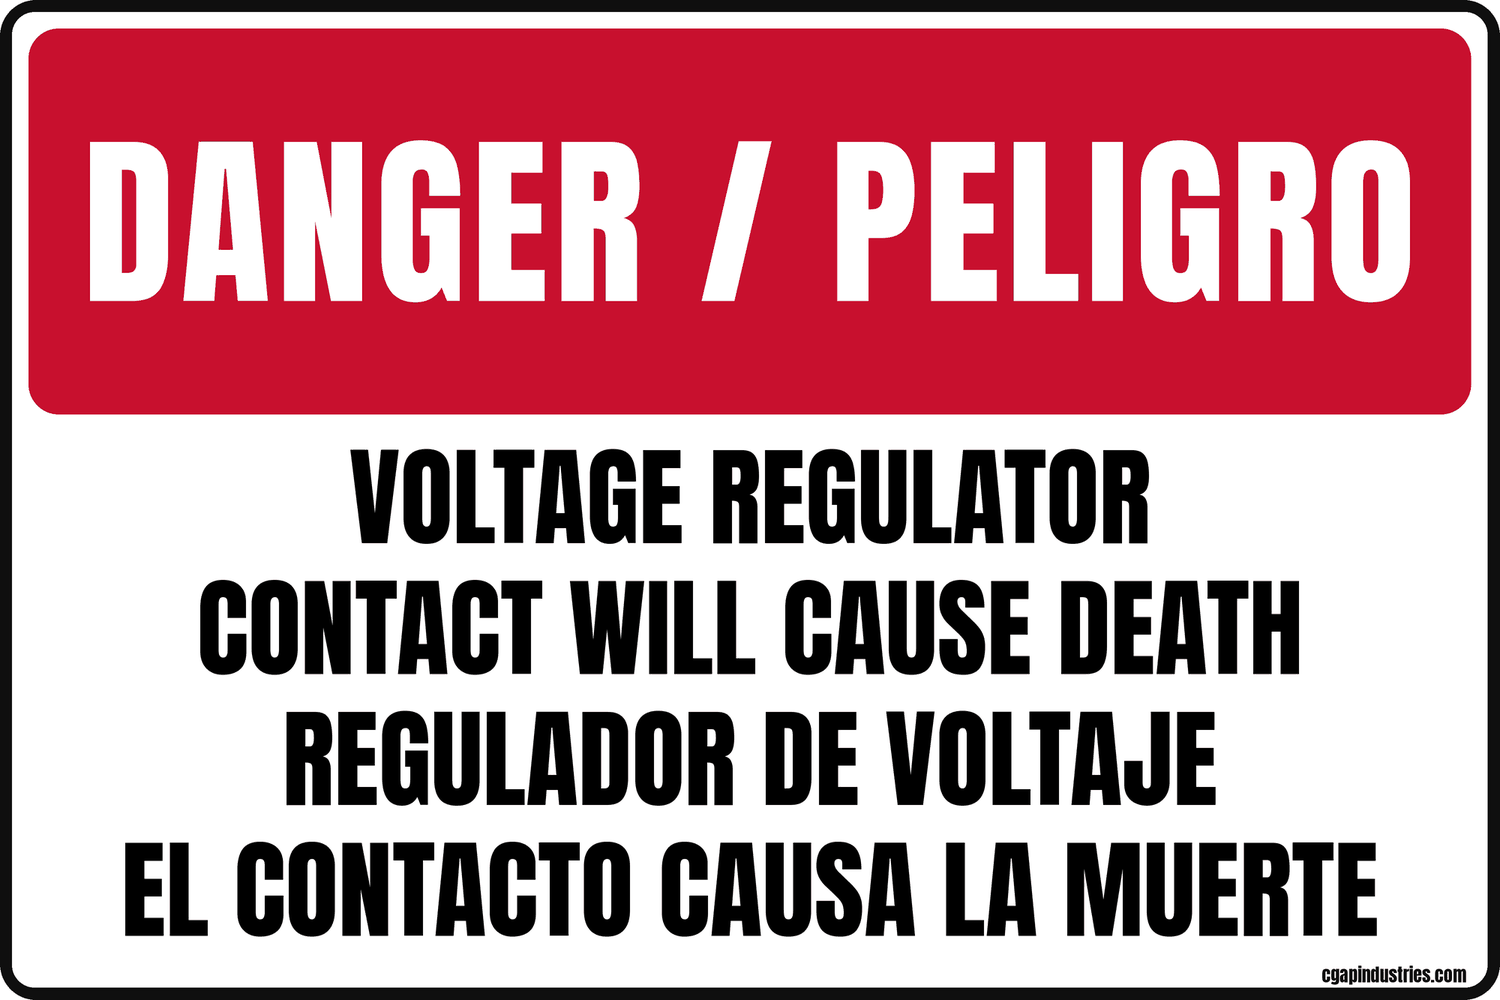 DANGER / PELIGRO
VOLTAGE REGULATOR
CONTACT WILL CAUSE DEATH
REGULADOR DE VOLTAJE
EL CONTACTO CAUSA LA MUERTE
cgapindustries.com